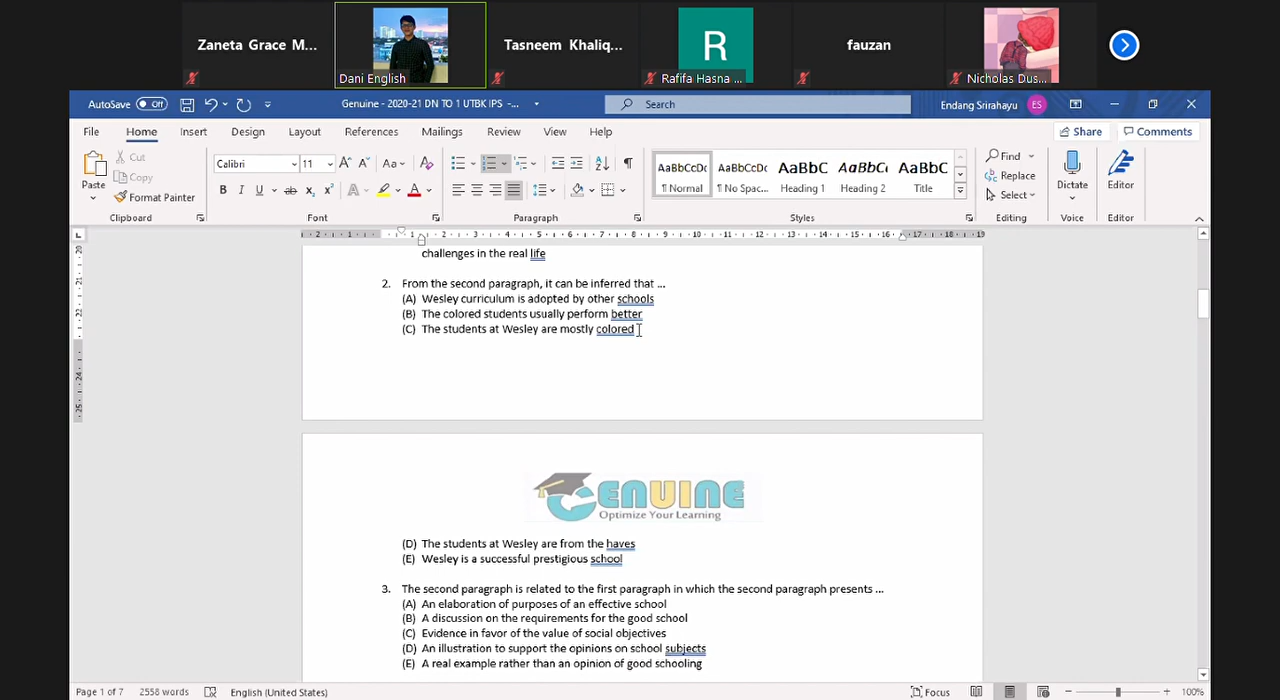 Zaneta Grace M...
Dani English
Tasneem Khaliq...
R
Rafifa Hasna ...
fauzan
Nicholas Dus...
AutoSave Off
Genuine - 2020-21 DN TO 1 UTBK IPS -...
Search
Endang Srirahayu ES
File Home Insert Design Layout References Mailings Review View Help
Share Comments
Paste
Cut
Copy
Format Painter
Clipboard
Calibri 11
Font
Paragraph
AaBbCcDc AaBbCcDc AaBbC AaBbCc AaBbC
¶ Normal ¶ No Spac... Heading 1 Heading 2 Title
Styles
Find
Replace
Select
Editing
Dictate
Voice
Editor
Editor
challenges in the real life
2. From the second paragraph, it can be inferred that ...
(A) Wesley curriculum is adopted by other schools
(B) The colored students usually perform better
(C) The students at Wesley are mostly colored
GENUINE
Optimize Your Learning
(D) The students at Wesley are from the haves
(E) Wesley is a successful prestigious school
3. The second paragraph is related to the first paragraph in which the second paragraph presents ...
(A) An elaboration of purposes of an effective school
(B) A discussion on the requirements for the good school
(C) Evidence in favor of the value of social objectives
(D) An illustration to support the opinions on school subjects
(E) A real example rather than an opinion of good schooling
Page 1 of 7 2558 words English (United States) Focus 100%